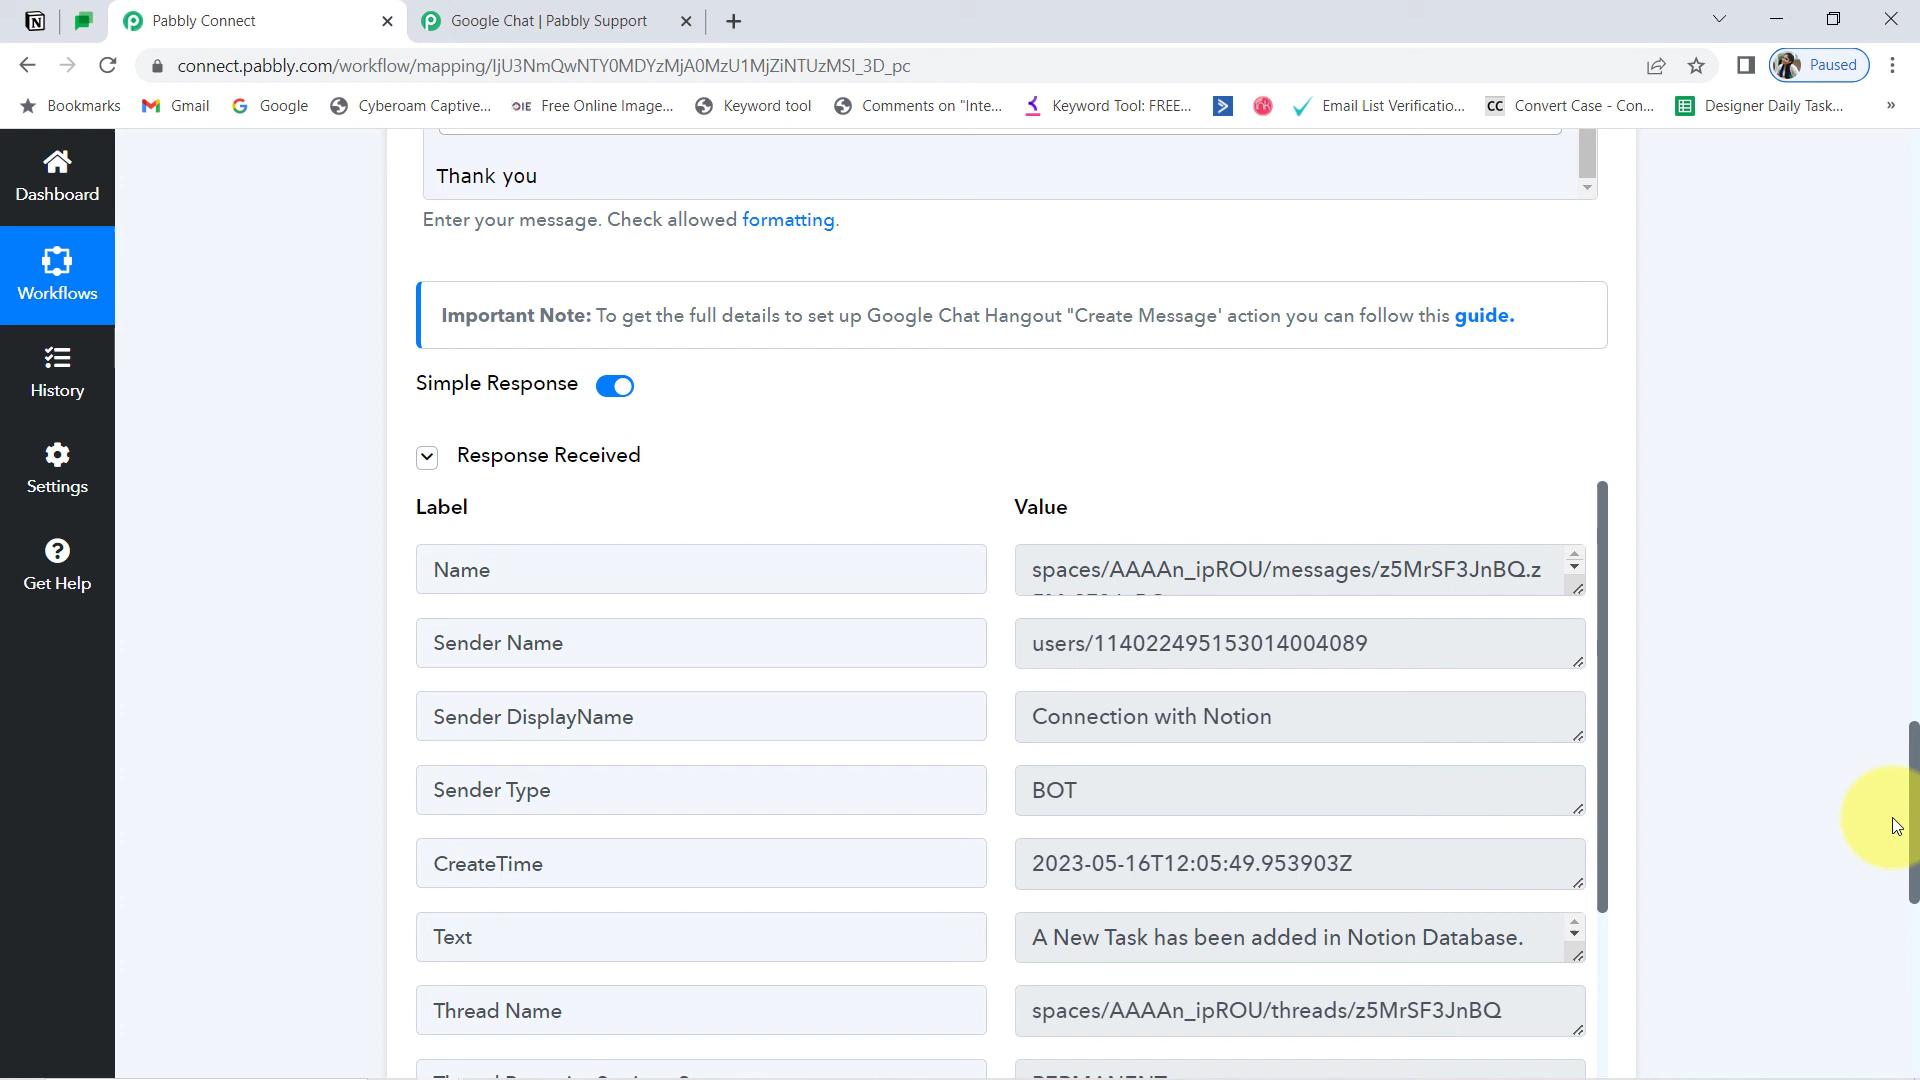 Pabbly Connect
Google Chat | Pabbly Support
connect.pabbly.com/workflow/mapping/IjU3NmQwNTY0MDYzMjA0MzU1MjZiNTUzMSI_3D_pc
Paused
Bookmarks
Gmail
Google
Cyberoam Captive...
OIE Free Online Image...
Keyword tool
Comments on "Inte...
Keyword Tool: FREE...
Email List Verificatio...
CC Convert Case - Con...
Designer Daily Task...
»
Dashboard
Workflows
History
Settings
Get Help
Thank you
Enter your message. Check allowed formatting.
Important Note: To get the full details to set up Google Chat Hangout "Create Message' action you can follow this guide.
Simple Response
Response Received
Label Value
Name spaces/AAAAn_ipROU/messages/z5MrSF3JnBQ.z
Sender Name users/114022495153014004089
Sender DisplayName Connection with Notion
Sender Type BOT
CreateTime 2023-05-16T12:05:49.953903Z
Text A New Task has been added in Notion Database.
Thread Name spaces/AAAAn_ipROU/threads/z5MrSF3JnBQ